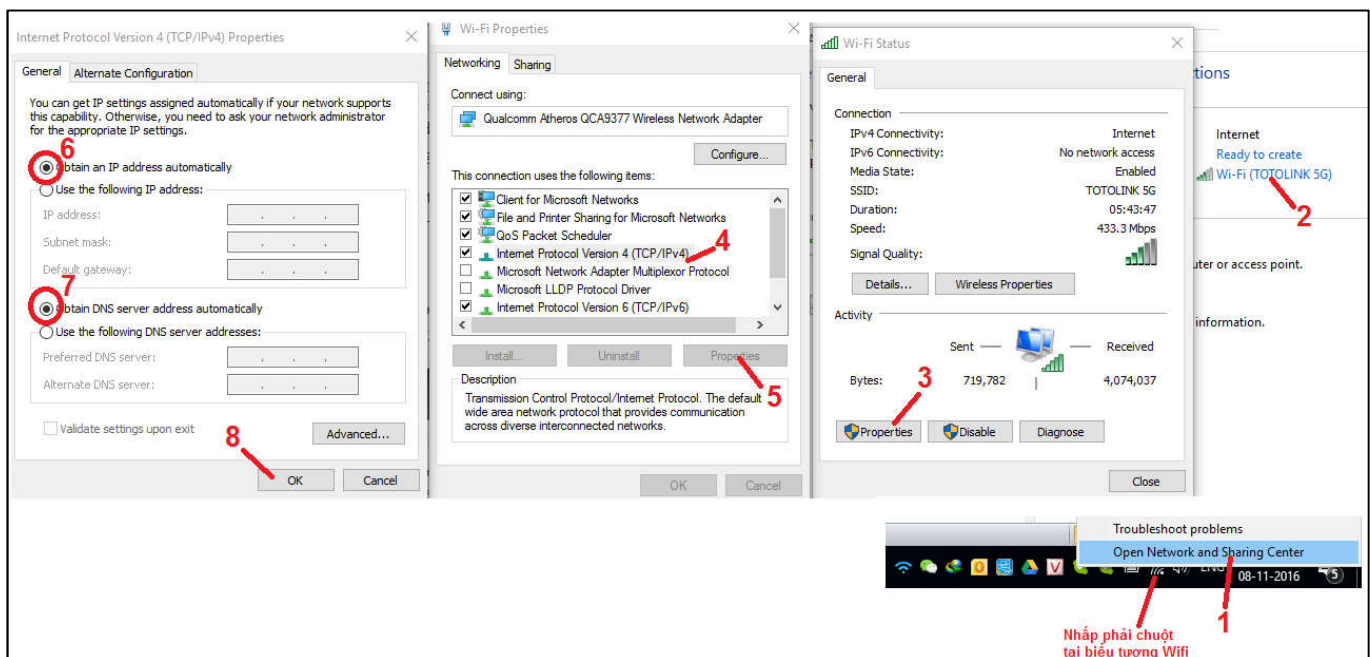 Internet Protocol Version 4 (TCP/IPv4) Properties
General Alternate Configuration
You can get IP settings assigned automatically if your network supports
this capability. Otherwise, you need to ask your network administrator
for the appropriate IP settings.
6
Obtain an IP address automatically
Use the following IP address:
IP address:
Subnet mask:
Default gateway:
7
Obtain DNS server address automatically
Use the following DNS server addresses:
Preferred DNS server:
Alternate DNS server:
Validate settings upon exit
Advanced...
8
OK Cancel
Wi-Fi Properties
Networking Sharing
Connect using:
Qualcomm Atheros QCA9377 Wireless Network Adapter
Configure...
This connection uses the following items:
Client for Microsoft Networks
File and Printer Sharing for Microsoft Networks
QoS Packet Scheduler
Internet Protocol Version 4 (TCP/IPv4)
4
Microsoft Network Adapter Multiplexor Protocol
Microsoft LLDP Protocol Driver
Internet Protocol Version 6 (TCP/IPv6)
Install... Uninstall Properties
5
Description
Transmission Control Protocol/Internet Protocol. The default
wide area network protocol that provides communication
across diverse interconnected networks.
OK Cancel
Wi-Fi Status
General
Connection
IPv4 Connectivity: Internet
IPv6 Connectivity: No network access
Media State: Enabled
SSID: TOTOLINK 5G
Duration: 05:43:47
Speed: 433.3 Mbps
Signal Quality:
Details... Wireless Properties
Activity
Sent — Received
Bytes: 719,782 | 4,074,037
3
Properties Disable Diagnose
Close
tions
Internet
Ready to create
Wi-Fi (TOTOLINK 5G)
2
uter or access point.
information.
Troubleshoot problems
Open Network and Sharing Center
ENG
08-11-2016
5
1
Nhấp phải chuột
tại biểu tượng Wifi